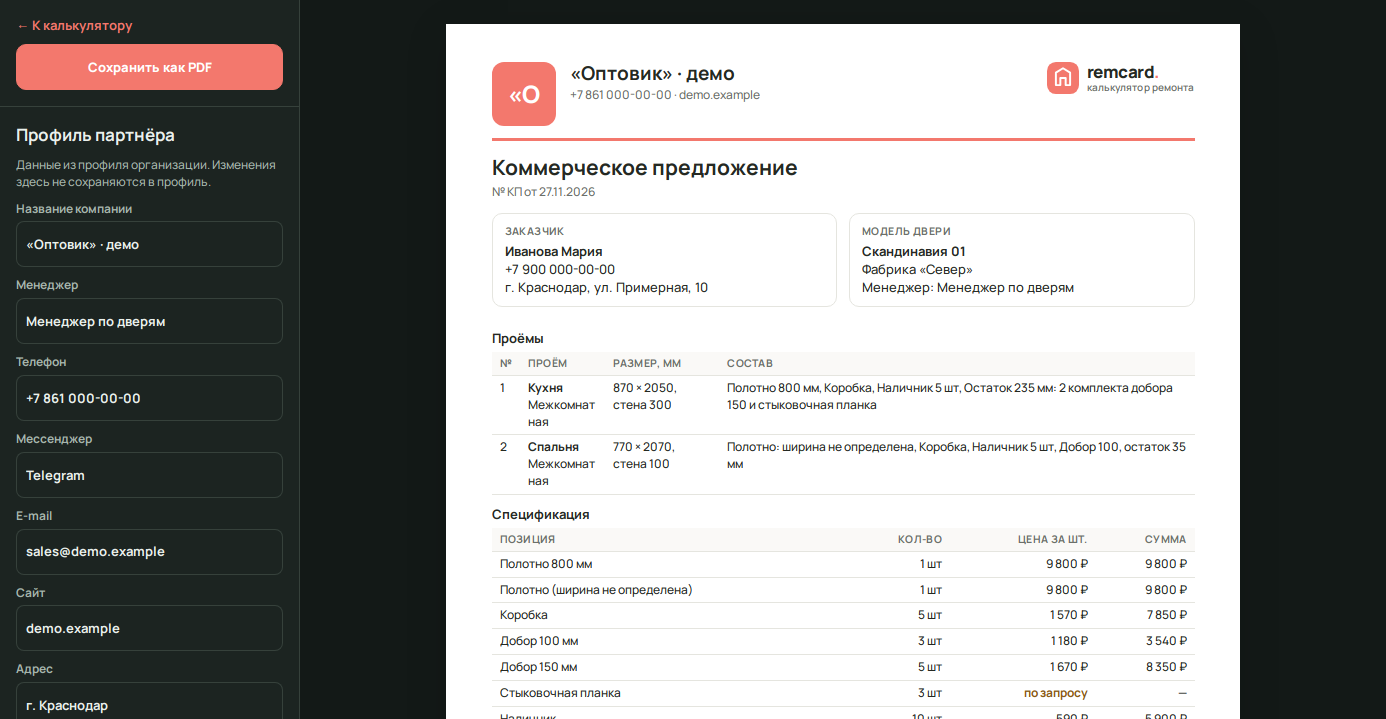 ← К калькулятору
Сохранить как PDF
Профиль партнёра
Данные из профиля организации. Изменения
здесь не сохраняются в профиль.
Название компании
«Оптовик» · демо
Менеджер
Менеджер по дверям
Телефон
+7 861 000-00-00
Мессенджер
Telegram
E-mail
sales@demo.example
Сайт
demo.example
Адрес
г. Краснодар
«О
«Оптовик» · демо
+7 861 000-00-00 · demo.example
remcard.
калькулятор ремонта
Коммерческое предложение
№ КП от 27.11.2026
ЗАКАЗЧИК
Иванова Мария
+7 900 000-00-00
г. Краснодар, ул. Примерная, 10
МОДЕЛЬ ДВЕРИ
Скандинавия 01
Фабрика «Север»
Менеджер: Менеджер по дверям
Проёмы
№ ПРОЁМ РАЗМЕР, ММ СОСТАВ
1 Кухня 870 × 2050, Полотно 800 мм, Коробка, Наличник 5 шт, Остаток 235 мм: 2 комплекта добора
Межкомнат стена 300 150 и стыковочная планка
ная
2 Спальня 770 × 2070, Полотно: ширина не определена, Коробка, Наличник 5 шт, Добор 100, остаток 35
Межкомнат стена 100 мм
ная
Спецификация
ПОЗИЦИЯ КОЛ-ВО ЦЕНА ЗА ШТ. СУММА
Полотно 800 мм 1 шт 9 800 ₽ 9 800 ₽
Полотно (ширина не определена) 1 шт 9 800 ₽ 9 800 ₽
Коробка 5 шт 1 570 ₽ 7 850 ₽
Добор 100 мм 3 шт 1 180 ₽ 3 540 ₽
Добор 150 мм 5 шт 1 670 ₽ 8 350 ₽
Стыковочная планка 3 шт по запросу —
Наличник 10 шт 590 ₽ 5 900 ₽